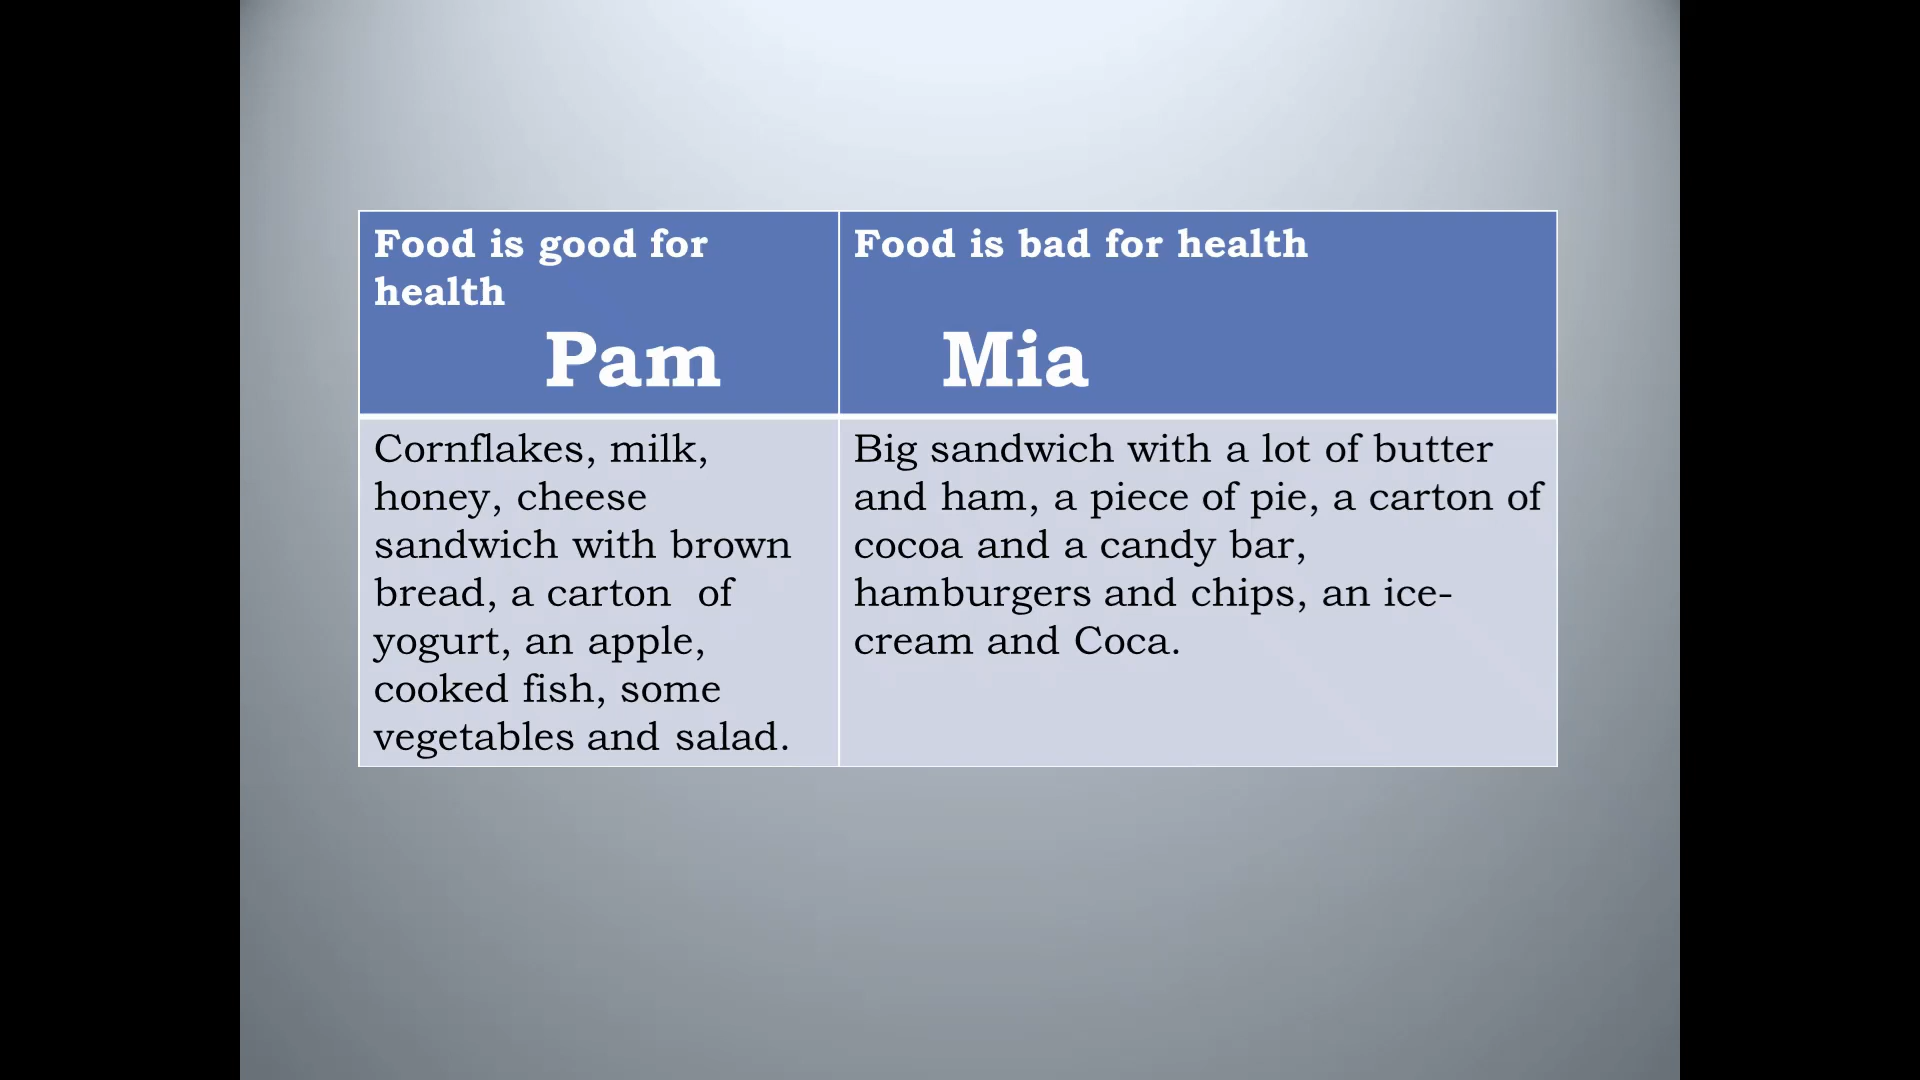 Food is good for
health
Pam
Food is bad for health
Mia
Cornflakes, milk,
honey, cheese
sandwich with brown
bread, a carton  of
yogurt, an apple,
cooked fish, some
vegetables and salad.
Big sandwich with a lot of butter
and ham, a piece of pie, a carton of
cocoa and a candy bar,
hamburgers and chips, an ice-
cream and Coca.